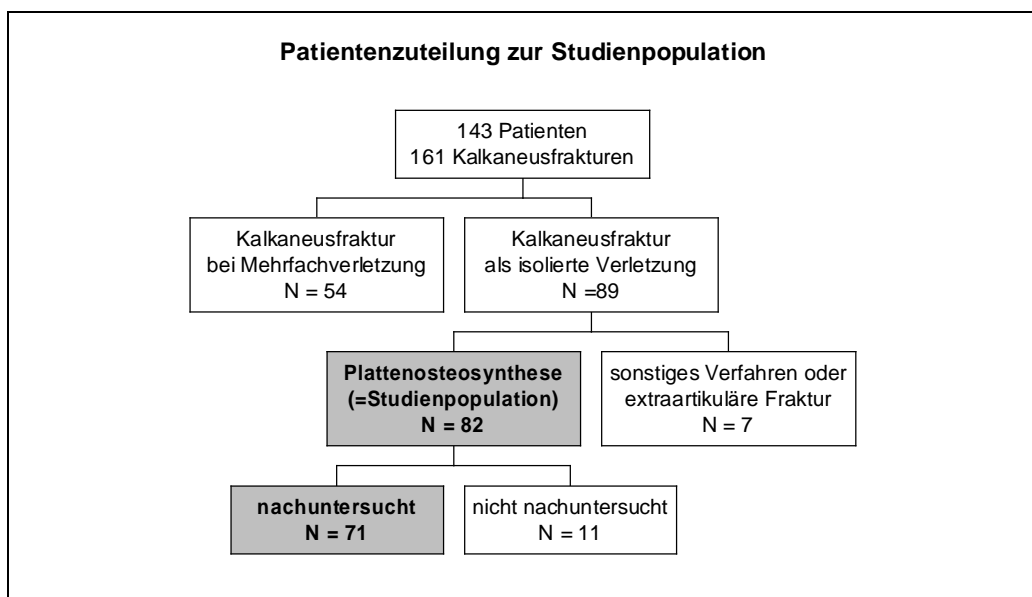 Patientenzuteilung zur Studienpopulation
143 Patienten
161 Kalkaneusfrakturen
Kalkaneusfraktur
bei Mehrfachverletzung
N = 54
Kalkaneusfraktur
als isolierte Verletzung
N =89
Plattenosteosynthese
(=Studienpopulation)
N = 82
sonstiges Verfahren oder
extraartikuläre Fraktur
N = 7
nachuntersucht
N = 71
nicht nachuntersucht
N = 11